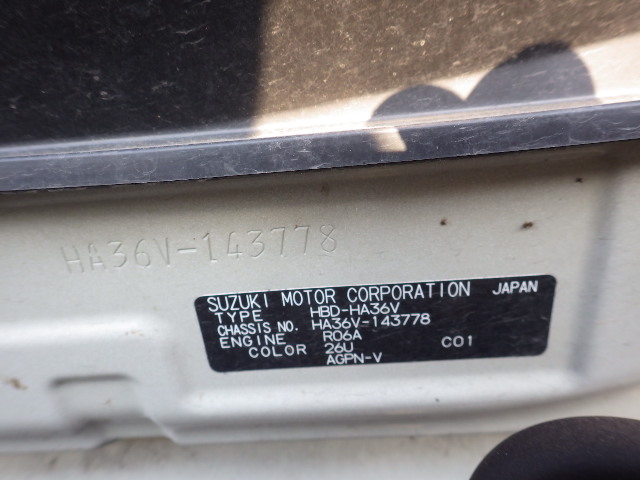 HA36V-143778
SUZUKI MOTOR CORPORATION JAPAN
TYPE HBD-HA36V
CHASSIS NO. HA36V-143778
ENGINE R06A
COLOR 26U C01
AGPN-V